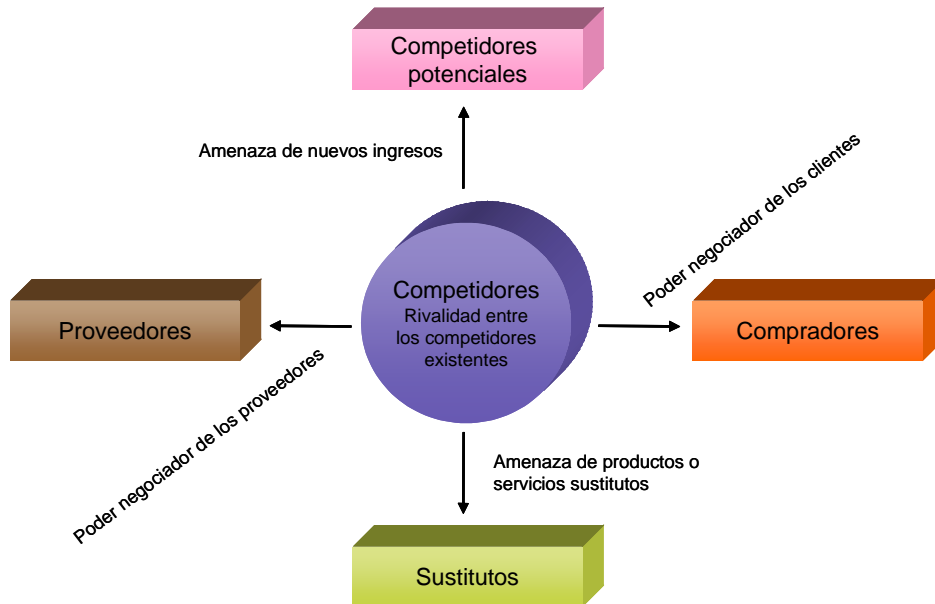 Competidores
potenciales
Amenaza de nuevos ingresos
Poder negociador de los clientes
Competidores
Rivalidad entre
los competidores
existentes
Proveedores
Compradores
Poder negociador de los proveedores
Amenaza de productos o
servicios sustitutos
Sustitutos